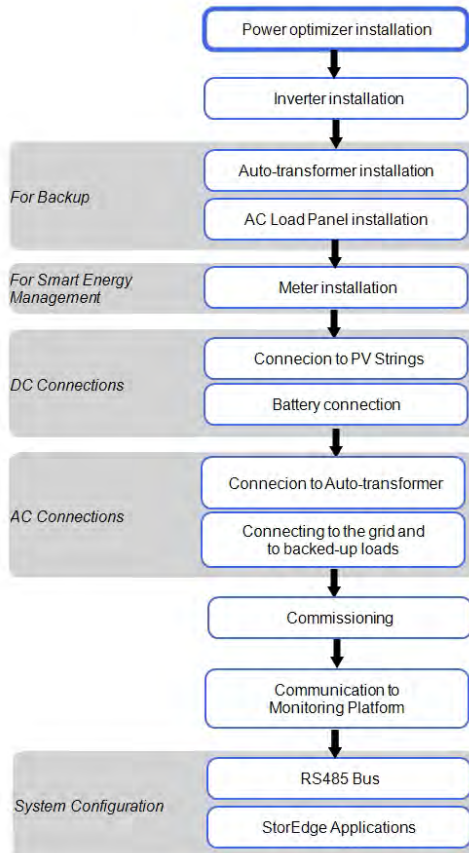 Power optimizer installation
Inverter installation
For Backup
Auto-transformer installation
AC Load Panel installation
For Smart Energy
Management
Meter installation
DC Connections
Connecion to PV Strings
Battery connection
AC Connections
Connecion to Auto-transformer
Connecting to the grid and
to backed-up loads
Commissioning
Communication to
Monitoring Platform
System Configuration
RS485 Bus
StorEdge Applications